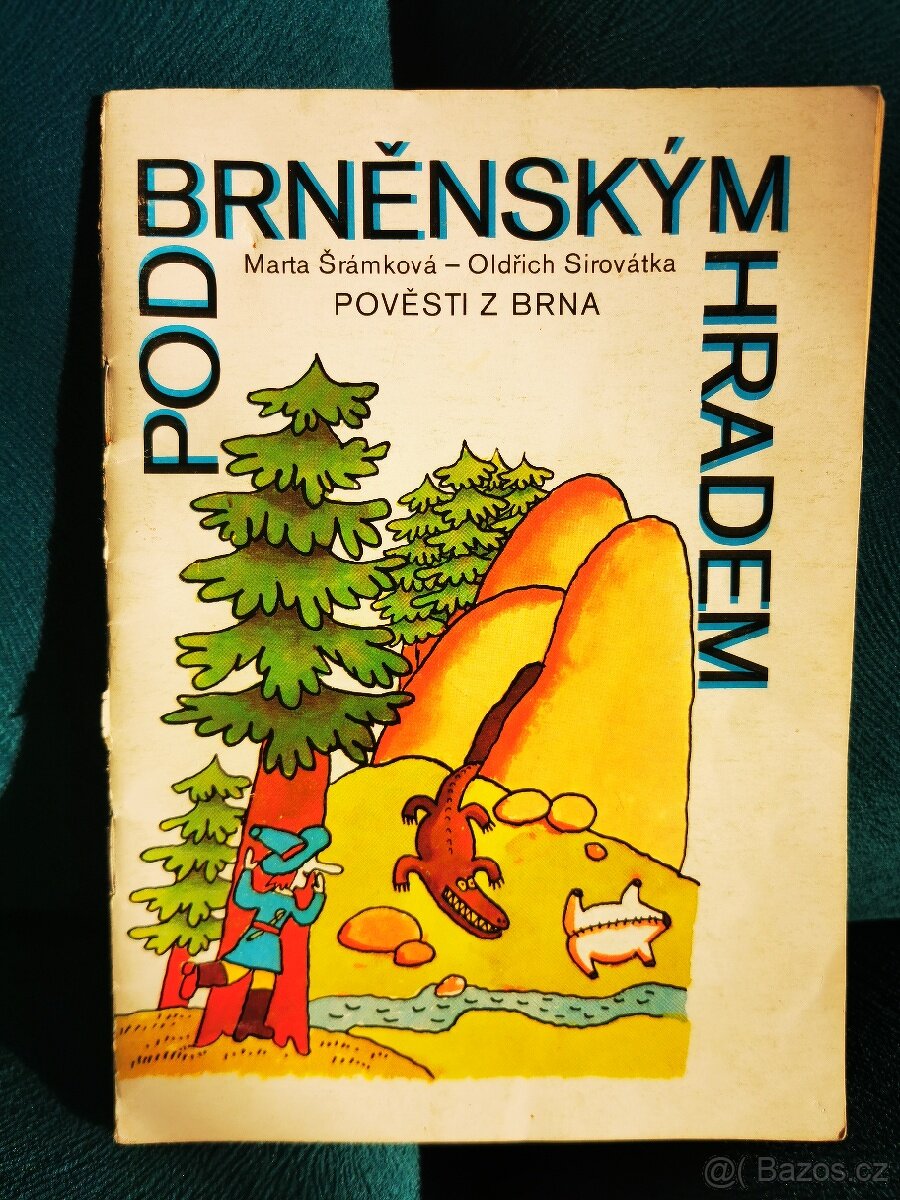 POD
BRNĚNSKÝM
HRADEM
Marta Šrámková – Oldřich Sirovátka
POVĚSTI Z BRNA
@( Bazos.cz